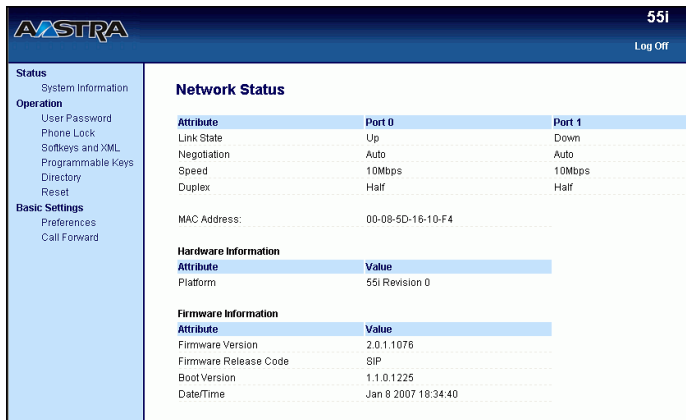 AASTRA
55i
Log Off
Status
System Information
Operation
User Password
Phone Lock
Softkeys and XML
Programmable Keys
Directory
Reset
Basic Settings
Preferences
Call Forward
Network Status
Attribute Port 0 Port 1
Link State Up Down
Negotiation Auto Auto
Speed 10Mbps 10Mbps
Duplex Half Half
MAC Address: 00-08-5D-16-10-F4
Hardware Information
Attribute Value
Platform 55i Revision 0
Firmware Information
Attribute Value
Firmware Version 2.0.1.1076
Firmware Release Code SIP
Boot Version 1.1.0.1225
Date/Time Jan 8 2007 18:34:40